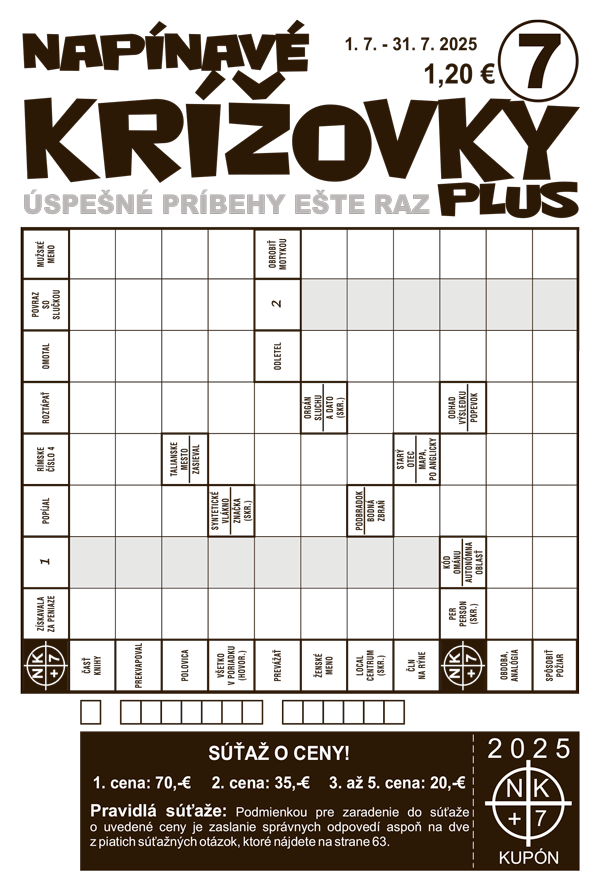 NAPÍNAVÉ
1. 7. - 31. 7. 2025
1,20 €
7
KRÍŽOVKY
ÚSPEŠNÉ PRÍBEHY EŠTE RAZ
PLUS
MUŽSKÉ
MENO
OBROBIŤ
MOTYKOU
POVRAZ
SO
SLUČKOU
2
OMOTAL
ODLETEL
ROZTÁPAŤ
ORGÁN
SLUCHU
A DATO
(SKR.)
ODHAD
VÝSLEDKU
POPEVOK
RÍMSKE
ČÍSLO 4
TALIANSKE
MESTO
ZASIEVAL
STARÝ
OTEC
MAPA,
PO ANGLICKY
POPÍJAL
SYNTETICKÉ
VLÁKNO
ZNAČKA
(SKR.)
PODBRADOK
BODNÁ
ZBRAŇ
1
KÓD
OMÁNU
AUTONÓMNA
OBLASŤ
ZÍSKAVALA
ZA PENIAZE
PER
PERSON
(SKR.)
NK
+7
ČASŤ
KNIHY
PREKVAPOVAL
POLOVICA
VŠETKO
V PORIADKU
(HOVOR.)
PREVÁŽAŤ
ŽENSKÉ
MENO
LOCAL
CENTRUM
(SKR.)
ČLN
NA RÝNE
NK
+7
OBDOBA,
ANALÓGIA
SPÔSOBIŤ
POŽIAR
SÚŤAŽ O CENY!
1. cena: 70,-€ 2. cena: 35,-€ 3. až 5. cena: 20,-€
Pravidlá súťaže: Podmienkou pre zaradenie do súťaže
o uvedené ceny je zaslanie správnych odpovedí aspoň na dve
z piatich súťažných otázok, ktoré nájdete na strane 63.
2025
NK
+7
KUPÓN